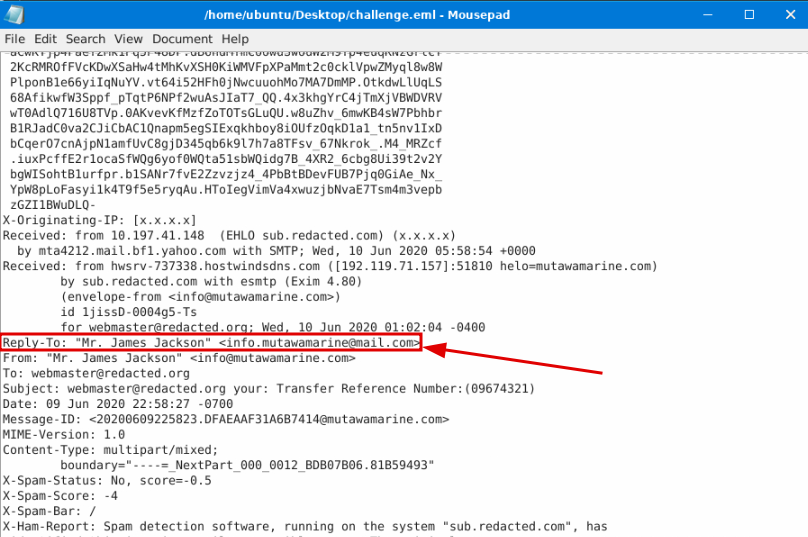 /home/ubuntu/Desktop/challenge.eml - Mousepad
File Edit Search View Document Help
2KcRMROfFVcKDwXSaHw4tMhKvXSH0KiWMVFpXPaMmt2c0cklVpwZMyql8w8W
PlponB1e66yiIqNuYV.vt64i52HFh0jNwcuuohMo7MA7DmMP.OtkdwLlUqLS
68AfikwfW3Sppf_pTqtP6NPf2wuAsJIaT7_QQ.4x3khgYrC4jTmXjVBWDVRV
wT0AdlQ716U8TVp.0AKvevKfMzfZoTOTsGLuQU.w8uZhv_6mwKB4sW7Pbhbr
B1RJadC0va2CJiCbAC1Qnapm5egSIExqkhboy8iOUfzOqkD1a1_tn5nv1IxD
bCqerO7cnAjpN1amfUvC8gjD345qb6k9l7h7a8TFsv_67Nkrok_.M4_MRZcf
.iuxPcffE2r1ocaSfWQg6yof0WQta51sbWQidg7B_4XR2_6cbg8Ui39t2v2Y
bgWISohtB1urfpr.b1SANr7fvE2Zzvzjz4_4PbBtBDevFUB7Pjq0GiAe_Nx_
YpW8pLoFasyi1k4T9f5e5ryqAu.HToIegVimVa4xwuzjbNvaE7Tsm4m3vepb
zGZI1BWuDLQ-
X-Originating-IP: [x.x.x.x]
Received: from 10.197.41.148  (EHLO sub.redacted.com) (x.x.x.x)
by mta4212.mail.bf1.yahoo.com with SMTP; Wed, 10 Jun 2020 05:58:54 +0000
Received: from hwsrv-737338.hostwindsdns.com ([192.119.71.157]:51810 helo=mutawamarine.com)
by sub.redacted.com with esmtp (Exim 4.80)
(envelope-from <info@mutawamarine.com>)
id 1jissD-0004g5-Ts
for webmaster@redacted.org; Wed, 10 Jun 2020 01:02:04 -0400
Reply-To: "Mr. James Jackson" <info.mutawamarine@mail.com>
From: "Mr. James Jackson" <info@mutawamarine.com>
To: webmaster@redacted.org
Subject: webmaster@redacted.org your: Transfer Reference Number:(09674321)
Date: 09 Jun 2020 22:58:27 -0700
Message-ID: <20200609225823.DFAEAAF31A6B7414@mutawamarine.com>
MIME-Version: 1.0
Content-Type: multipart/mixed;
boundary="----=_NextPart_000_0012_BDB07B06.81B59493"
X-Spam-Status: No, score=-0.5
X-Spam-Score: -4
X-Spam-Bar: /
X-Ham-Report: Spam detection software, running on the system "sub.redacted.com", has